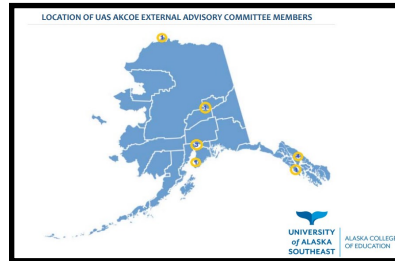 LOCATION OF UAS AKCOE EXTERNAL ADVISORY COMMITTEE MEMBERS
UNIVERSITY
of ALASKA
SOUTHEAST
ALASKA COLLEGE
OF EDUCATION